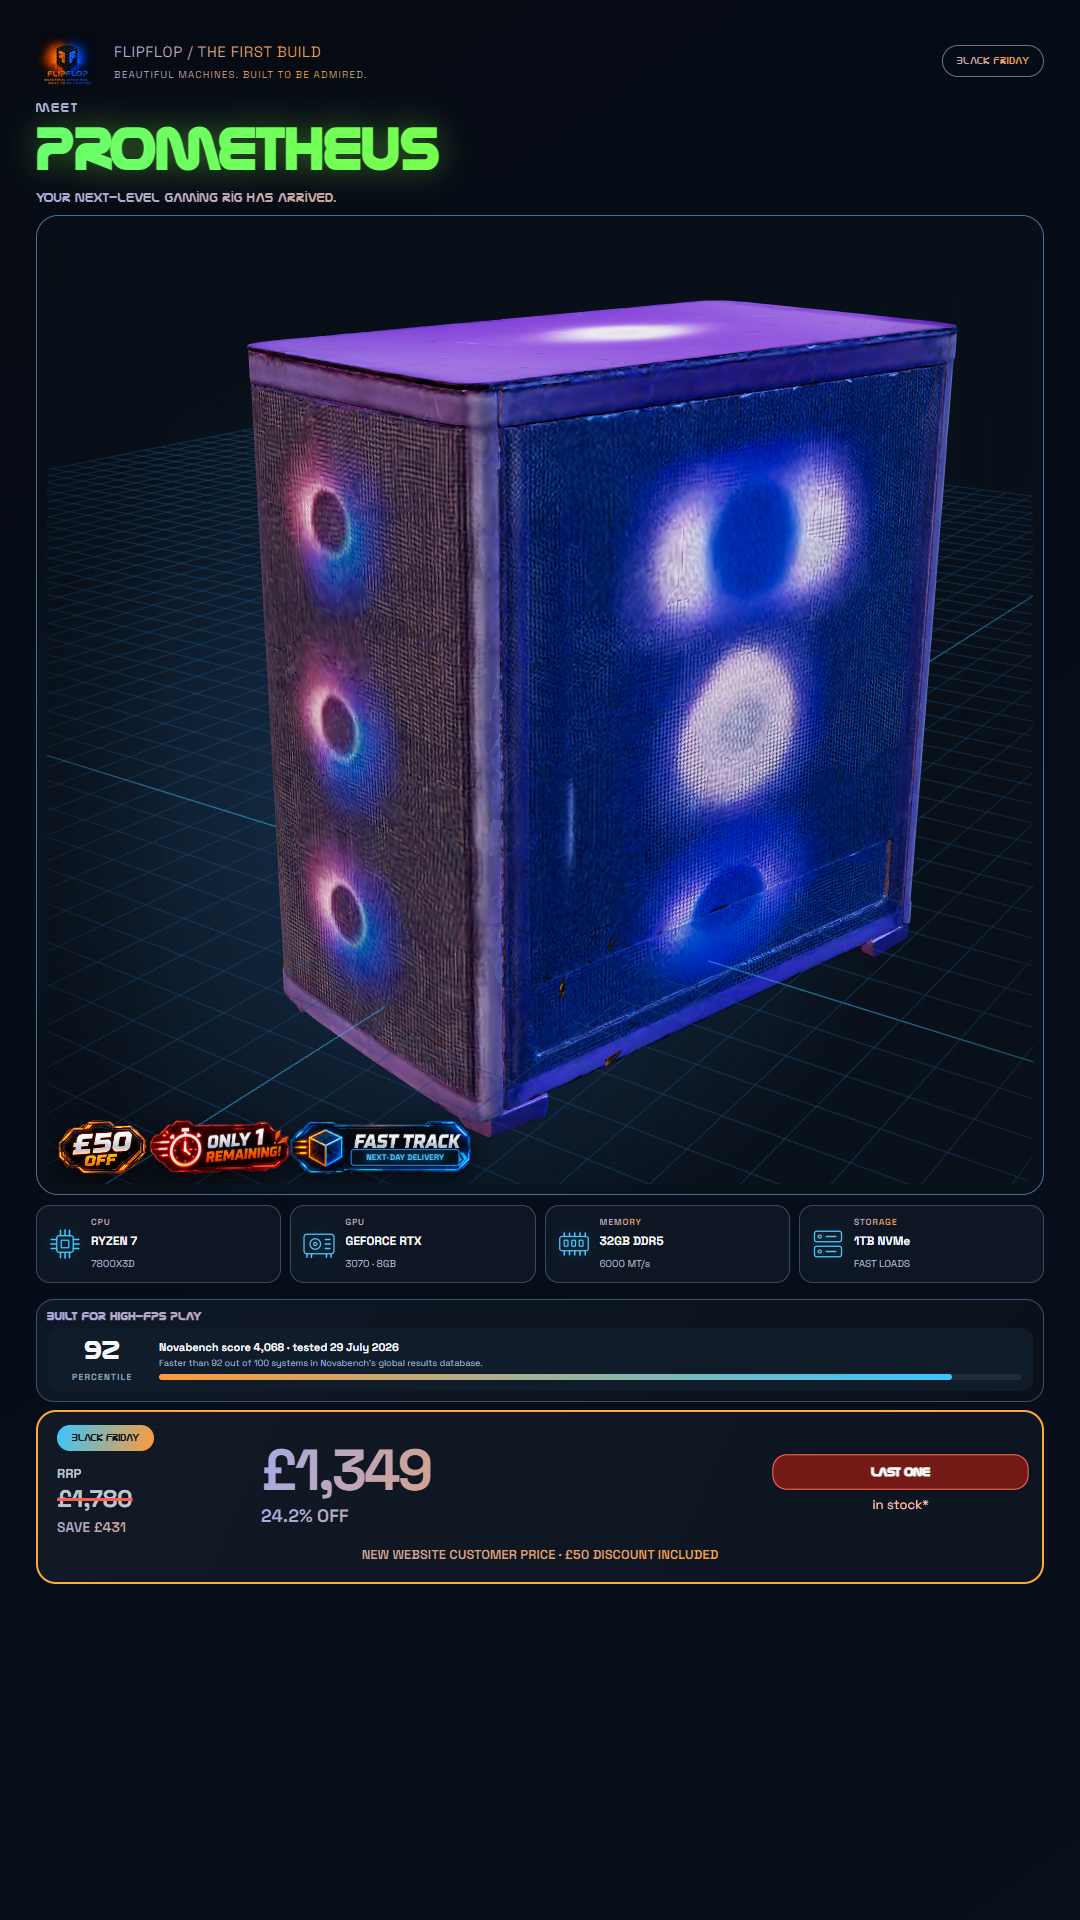 FLIPFLOP
FLIPFLOP / THE FIRST BUILD
BEAUTIFUL MACHINES. BUILT TO BE ADMIRED.
BLACK FRIDAY
MEET
PROMETHEUS
YOUR NEXT-LEVEL GAMING RIG HAS ARRIVED.
£50
OFF
ONLY 1
REMAINING!
FAST TRACK
NEXT-DAY DELIVERY
CPU
RYZEN 7
7800X3D
GPU
GEFORCE RTX
3070 · 8GB
MEMORY
32GB DDR5
6000 MT/s
STORAGE
1TB NVMe
FAST LOADS
BUILT FOR HIGH-FPS PLAY
92
PERCENTILE
Novabench score 4,068 · tested 29 July 2026
Faster than 92 out of 100 systems in Novabench's global results database.
BLACK FRIDAY
RRP
£1,780
SAVE £431
£1,349
24.2% OFF
LAST ONE
in stock*
NEW WEBSITE CUSTOMER PRICE · £50 DISCOUNT INCLUDED